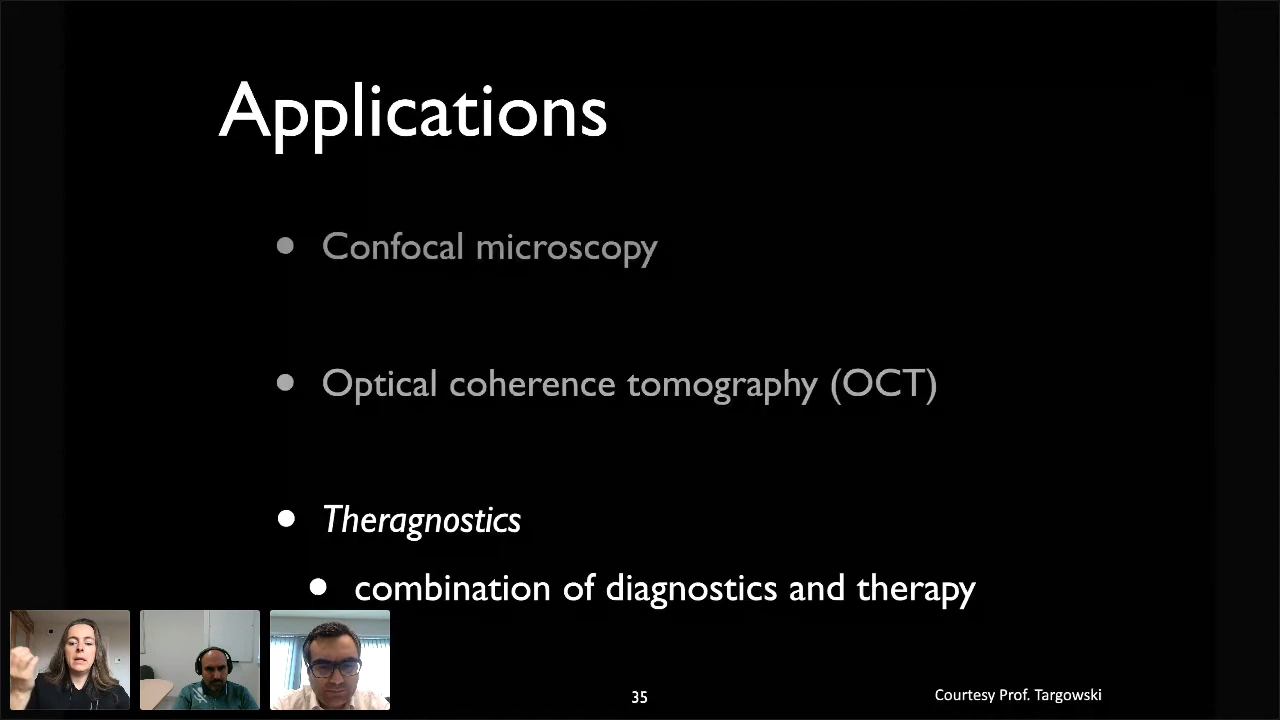 Applications
• Confocal microscopy
• Optical coherence tomography (OCT)
• Theragnostics
• combination of diagnostics and therapy
35
Courtesy Prof. Targowski